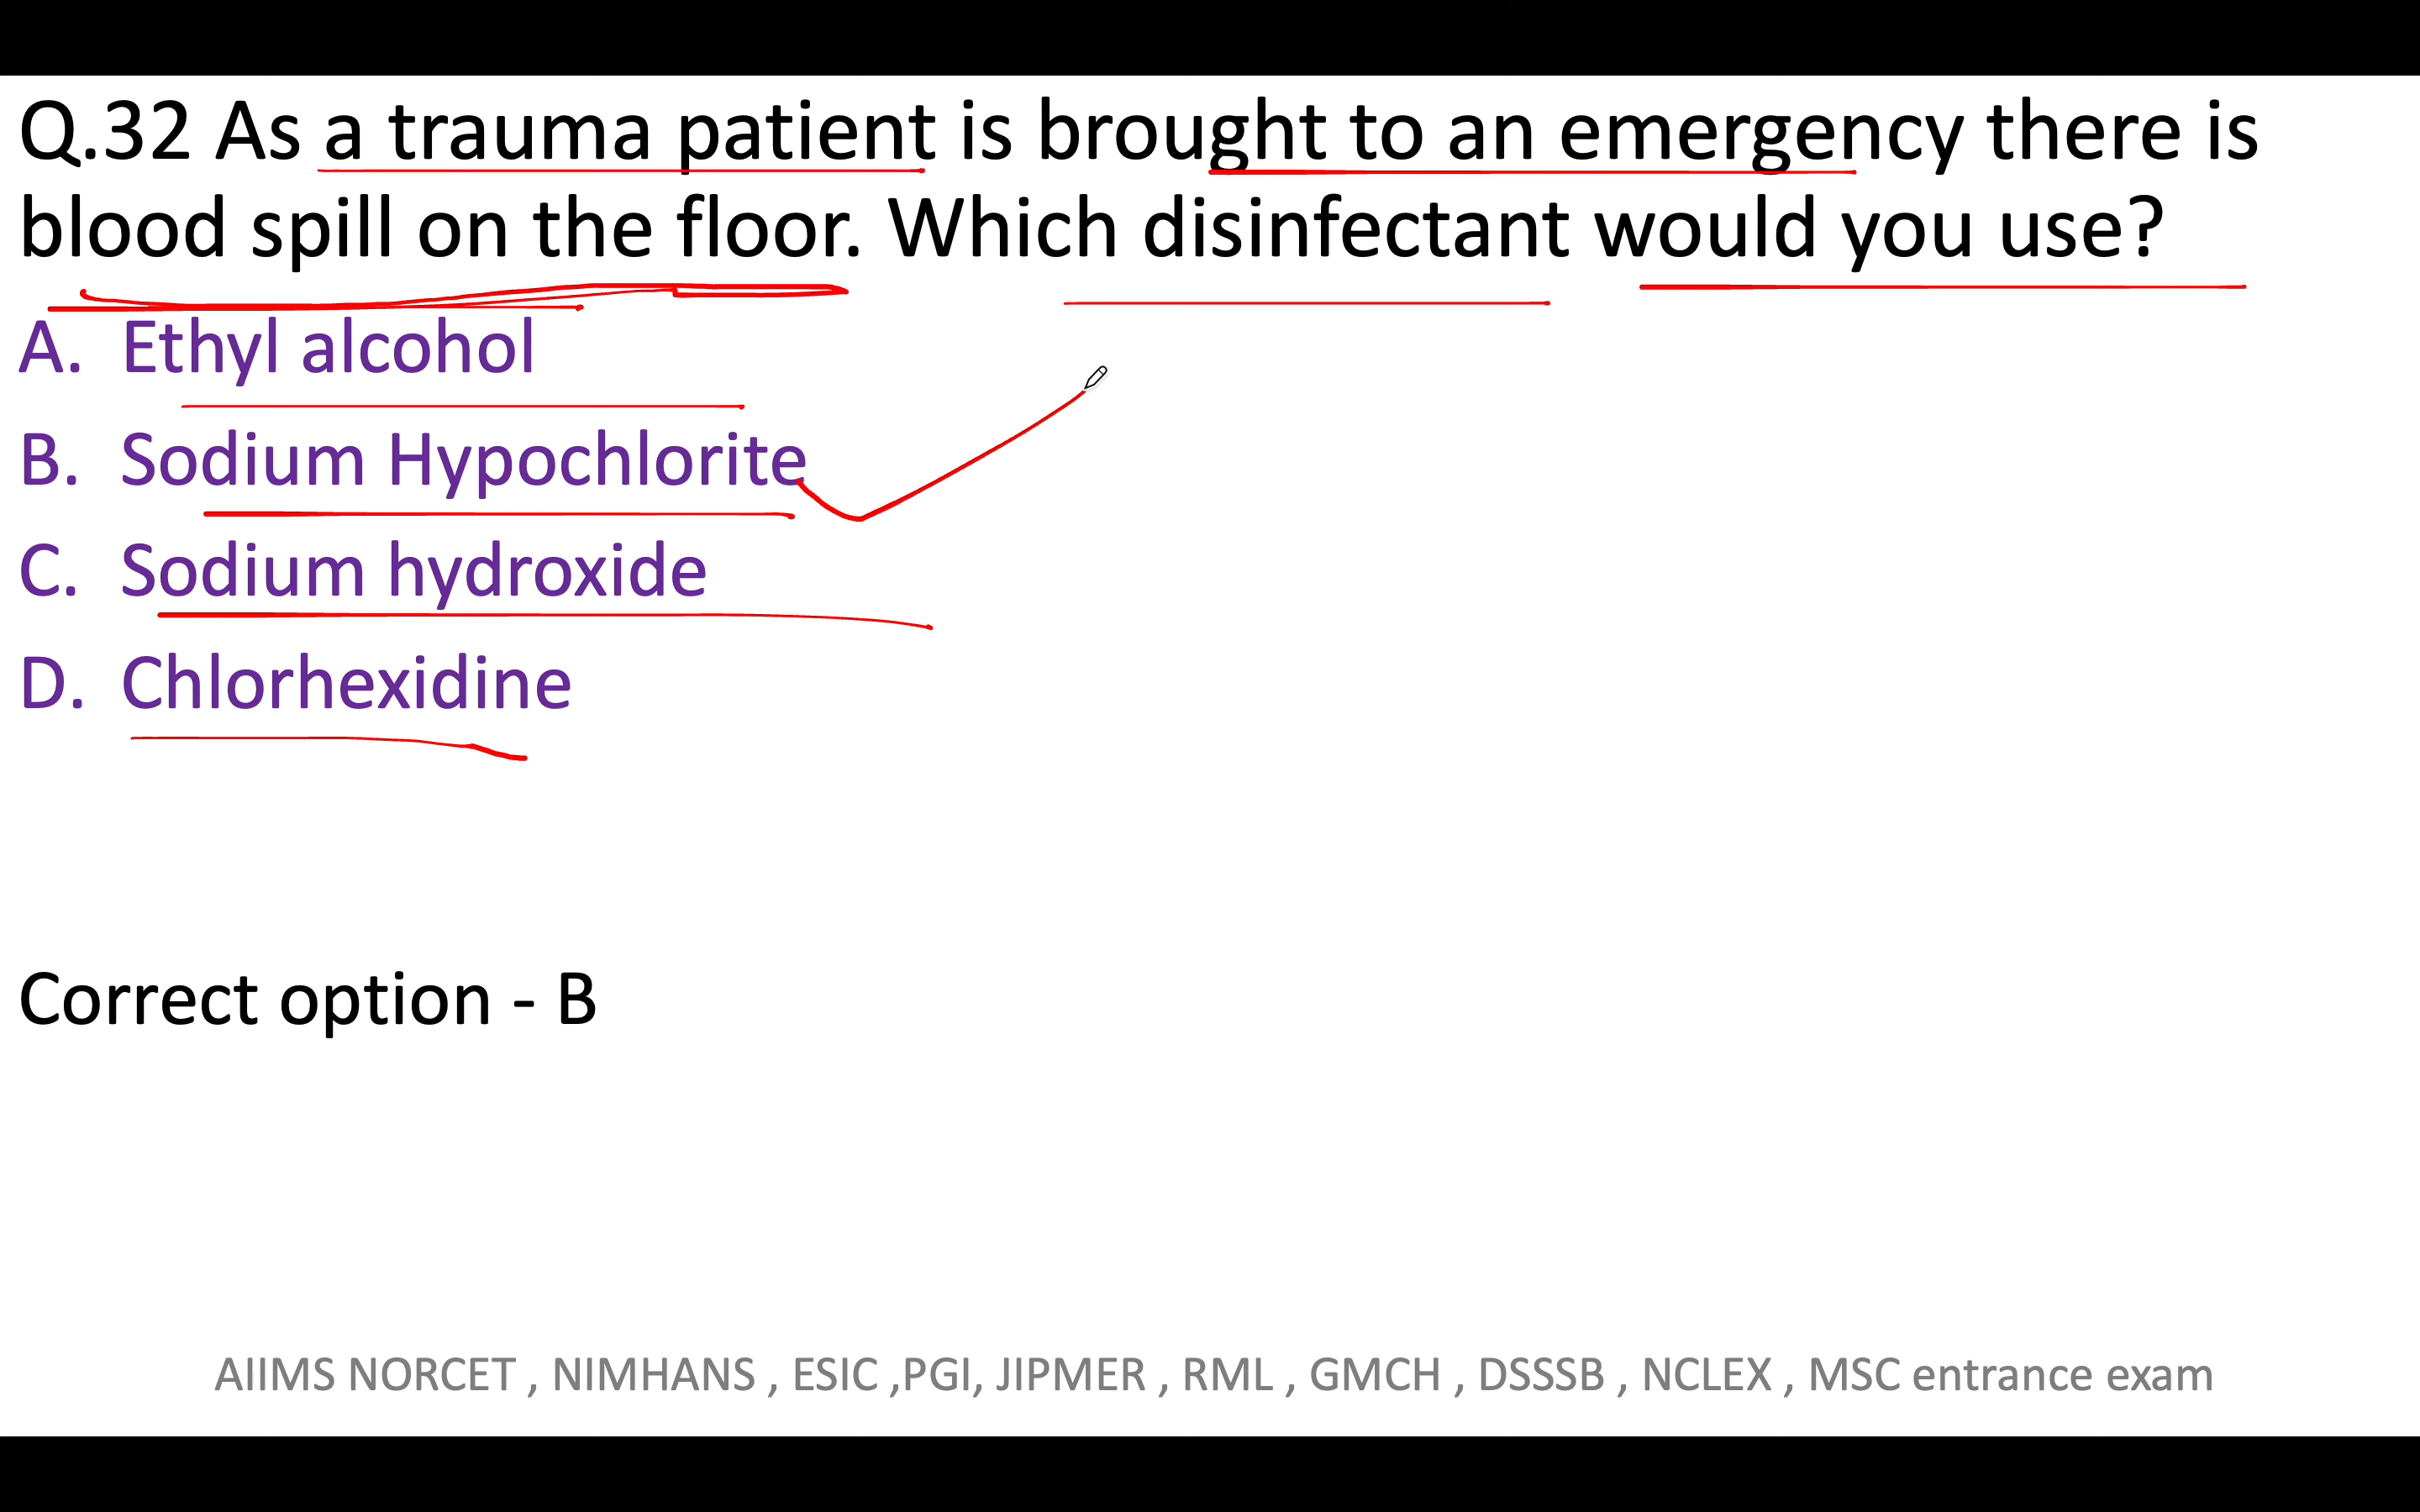 Q.32 As a trauma patient is brought to an emergency there is
blood spill on the floor. Which disinfectant would you use?
A. Ethyl alcohol
B. Sodium Hypochlorite
C. Sodium hydroxide
D. Chlorhexidine
Correct option - B
AIIMS NORCET , NIMHANS , ESIC ,PGI, JIPMER , RML , GMCH , DSSSB , NCLEX , MSC entrance exam